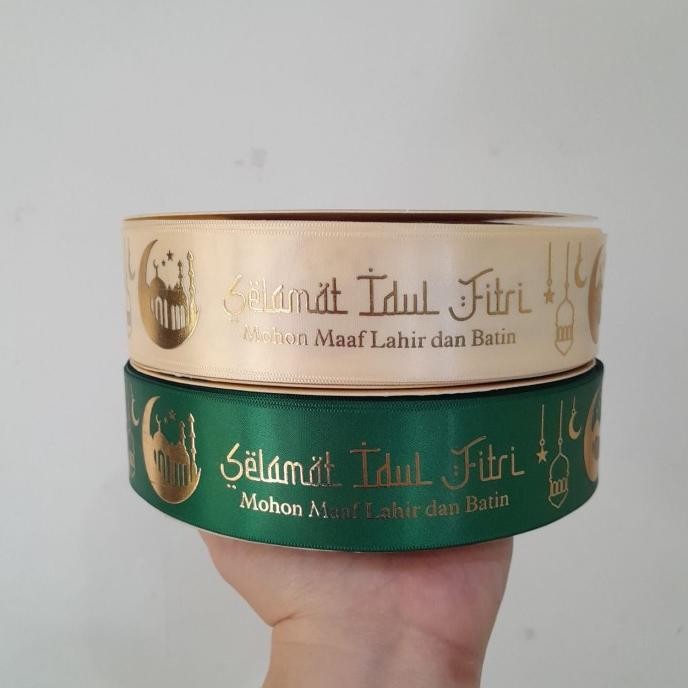 Selamat Idul Fitri
Mohon Maaf Lahir dan Batin
Selamat Idul Fitri
Mohon Maaf Lahir dan Batin